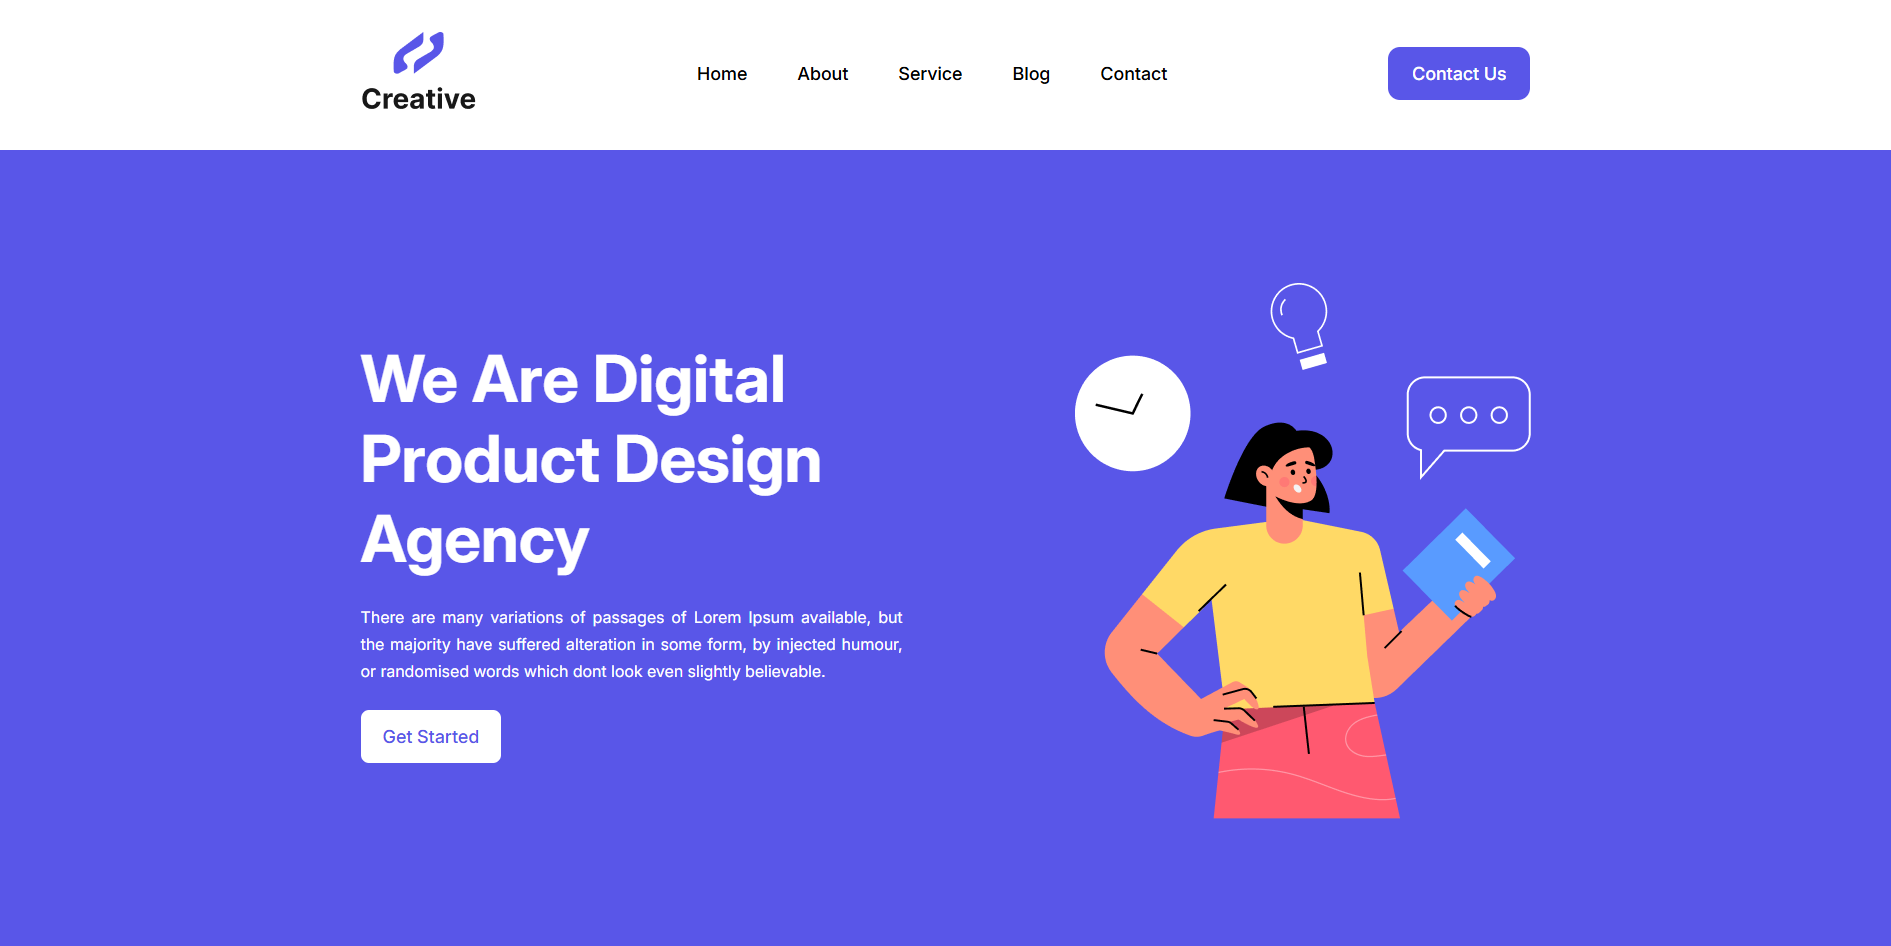 Creative
Home About Service Blog Contact
Contact Us
We Are Digital
Product Design
Agency
There are many variations of passages of Lorem Ipsum available, but
the majority have suffered alteration in some form, by injected humour,
or randomised words which dont look even slightly believable.
Get Started